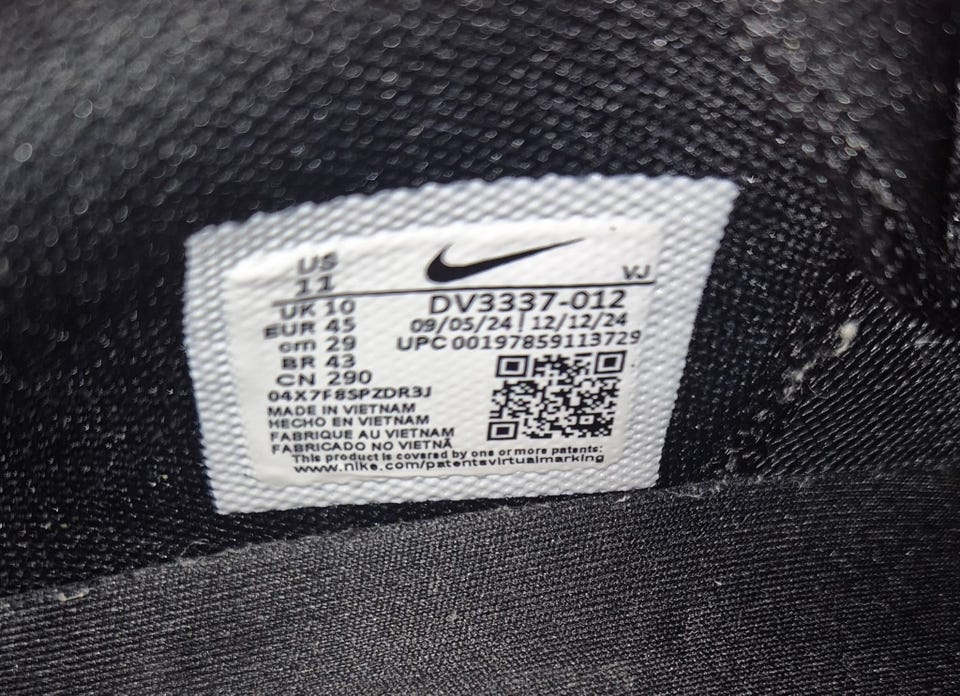 US
11
VJ
UK 10
EUR 45
cm 29
BR 43
CN 290
DV3337-012
09/05/24 | 12/12/24
UPC 00197859113729
04X7F8SPZDR3J
MADE IN VIETNAM
HECHO EN VIETNAM
FABRIQUE AU VIETNAM
FABRICADO NO VIETNÃ
This product is covered by one or more patents:
www.nike.com/patentsvirtualmarking